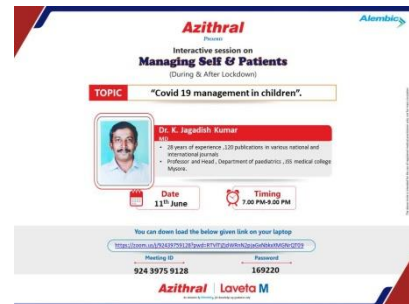 Alembic
Azithral
Presents
Interactive session on
Managing Self & Patients
(During & After Lockdown)
TOPIC "Covid 19 management in children".
Dr. K. Jagadish Kumar
MD
• 28 years of experience ,120 publications in various national and
international journals
• Professor and Head , Department of paediatrics , JSS medical college
Mysore.
Date
11th June
Timing
7.00 PM-9.00 PM
You can down load the below given link on your laptop
Meeting ID
924 3975 9128
Password
169220
Azithral | Laveta M